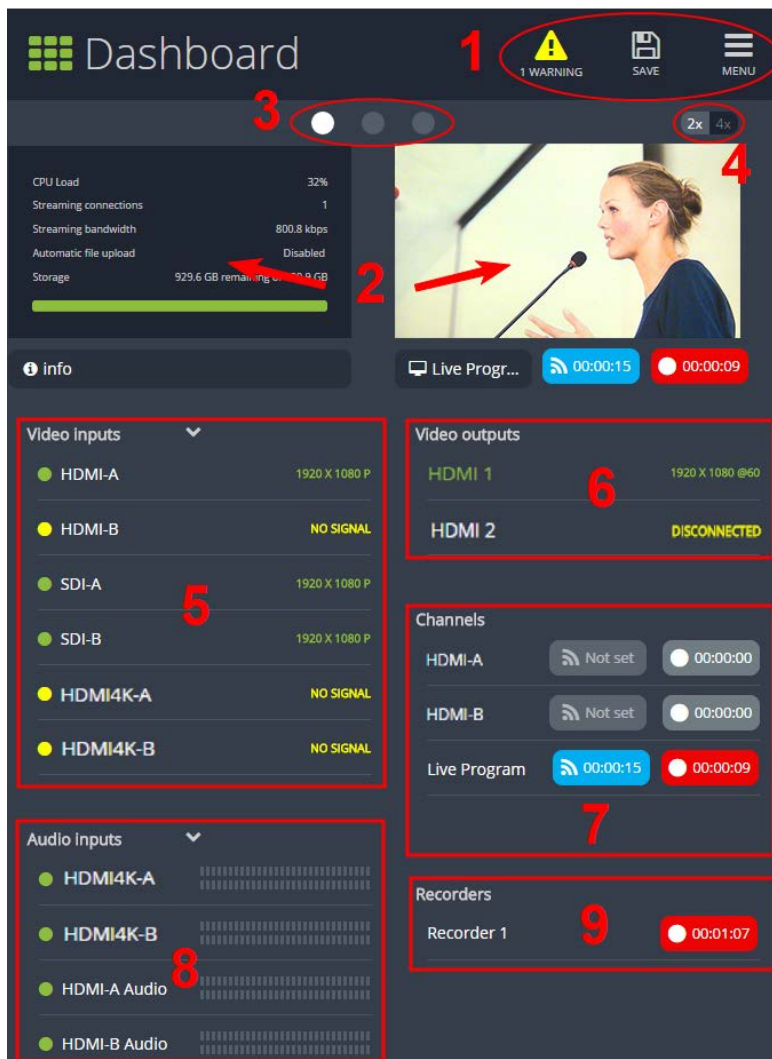 Dashboard
1
1 WARNING
SAVE
MENU
3
2x 4x
4
CPU Load 32%
Streaming connections 1
Streaming bandwidth 800.8 kbps
Automatic file upload Disabled
Storage 929.6 GB remaining GB
2
info
Live Progr... 00:00:15 00:00:09
Video inputs
HDMI-A 1920 X 1080 P
HDMI-B NO SIGNAL
SDI-A 1920 X 1080 P
5
SDI-B 1920 X 1080 P
HDMI4K-A NO SIGNAL
HDMI4K-B NO SIGNAL
Video outputs
HDMI 1 1920 X 1080 @60
6
HDMI 2 DISCONNECTED
Channels
HDMI-A Not set 00:00:00
HDMI-B Not set 00:00:00
Live Program 00:00:15 00:00:09
7
Audio inputs
HDMI4K-A
HDMI4K-B
8
HDMI-A Audio
HDMI-B Audio
Recorders
Recorder 1 00:01:07
9